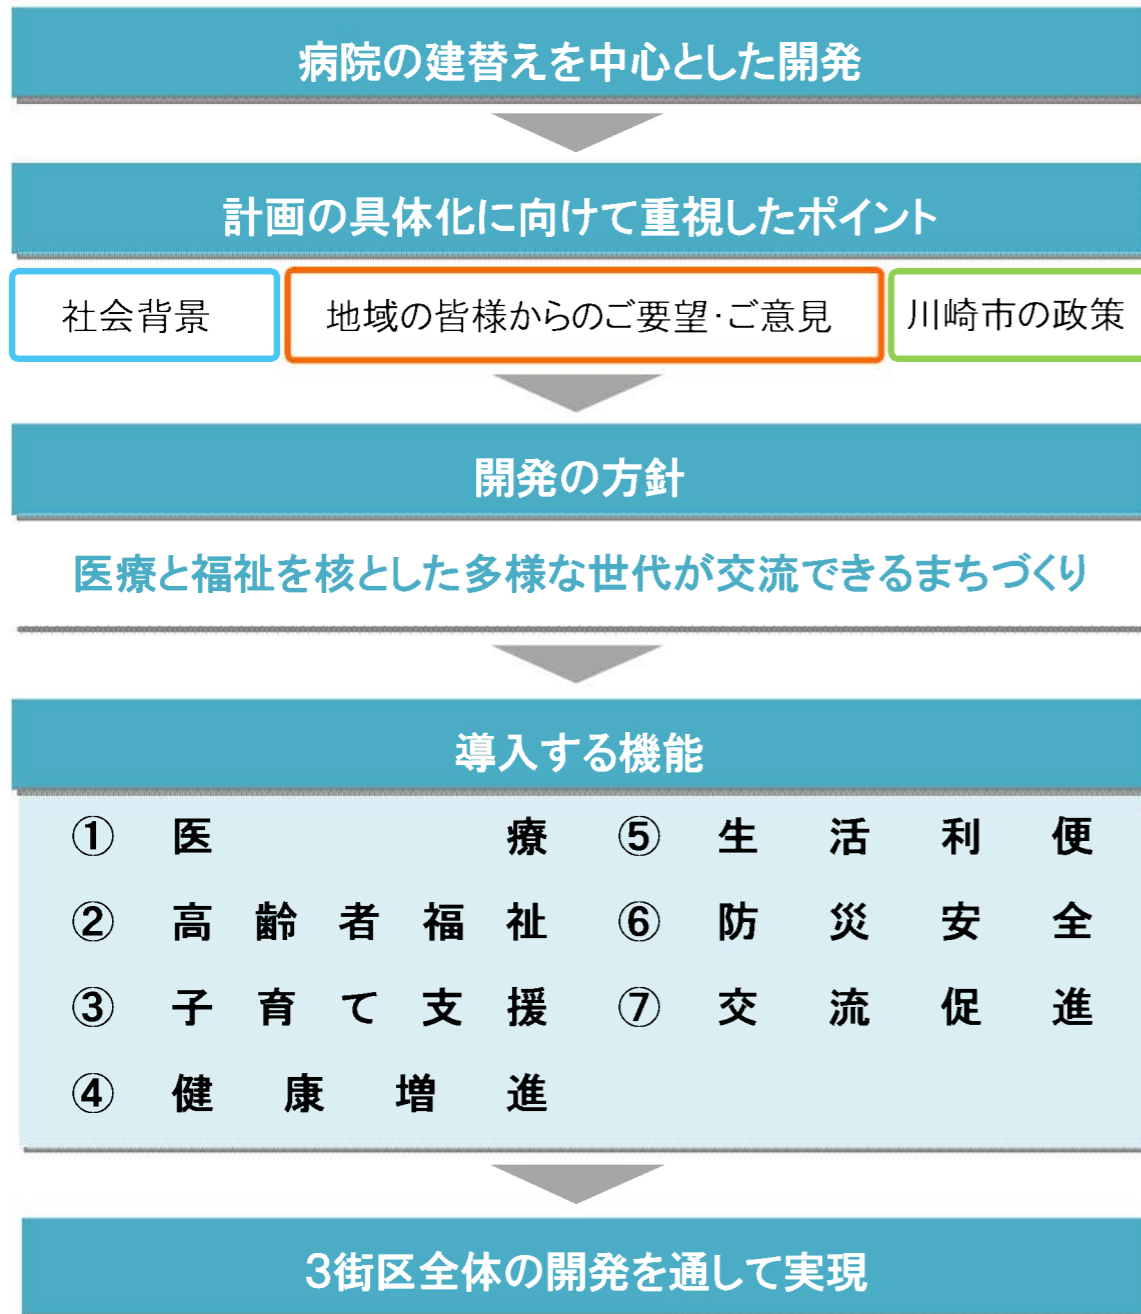 病院の建替えを中心とした開発
計画の具体化に向けて重視したポイント
社会背景
地域の皆様からのご要望・ご意見
川崎市の政策
開発の方針
医療と福祉を核とした多様な世代が交流できるまちづくり
導入する機能
① 医療
② 高齢者福祉
③ 子育て支援
④ 健康増進
⑤ 生活利便
⑥ 防災安全
⑦ 交流促進
3街区全体の開発を通して実現